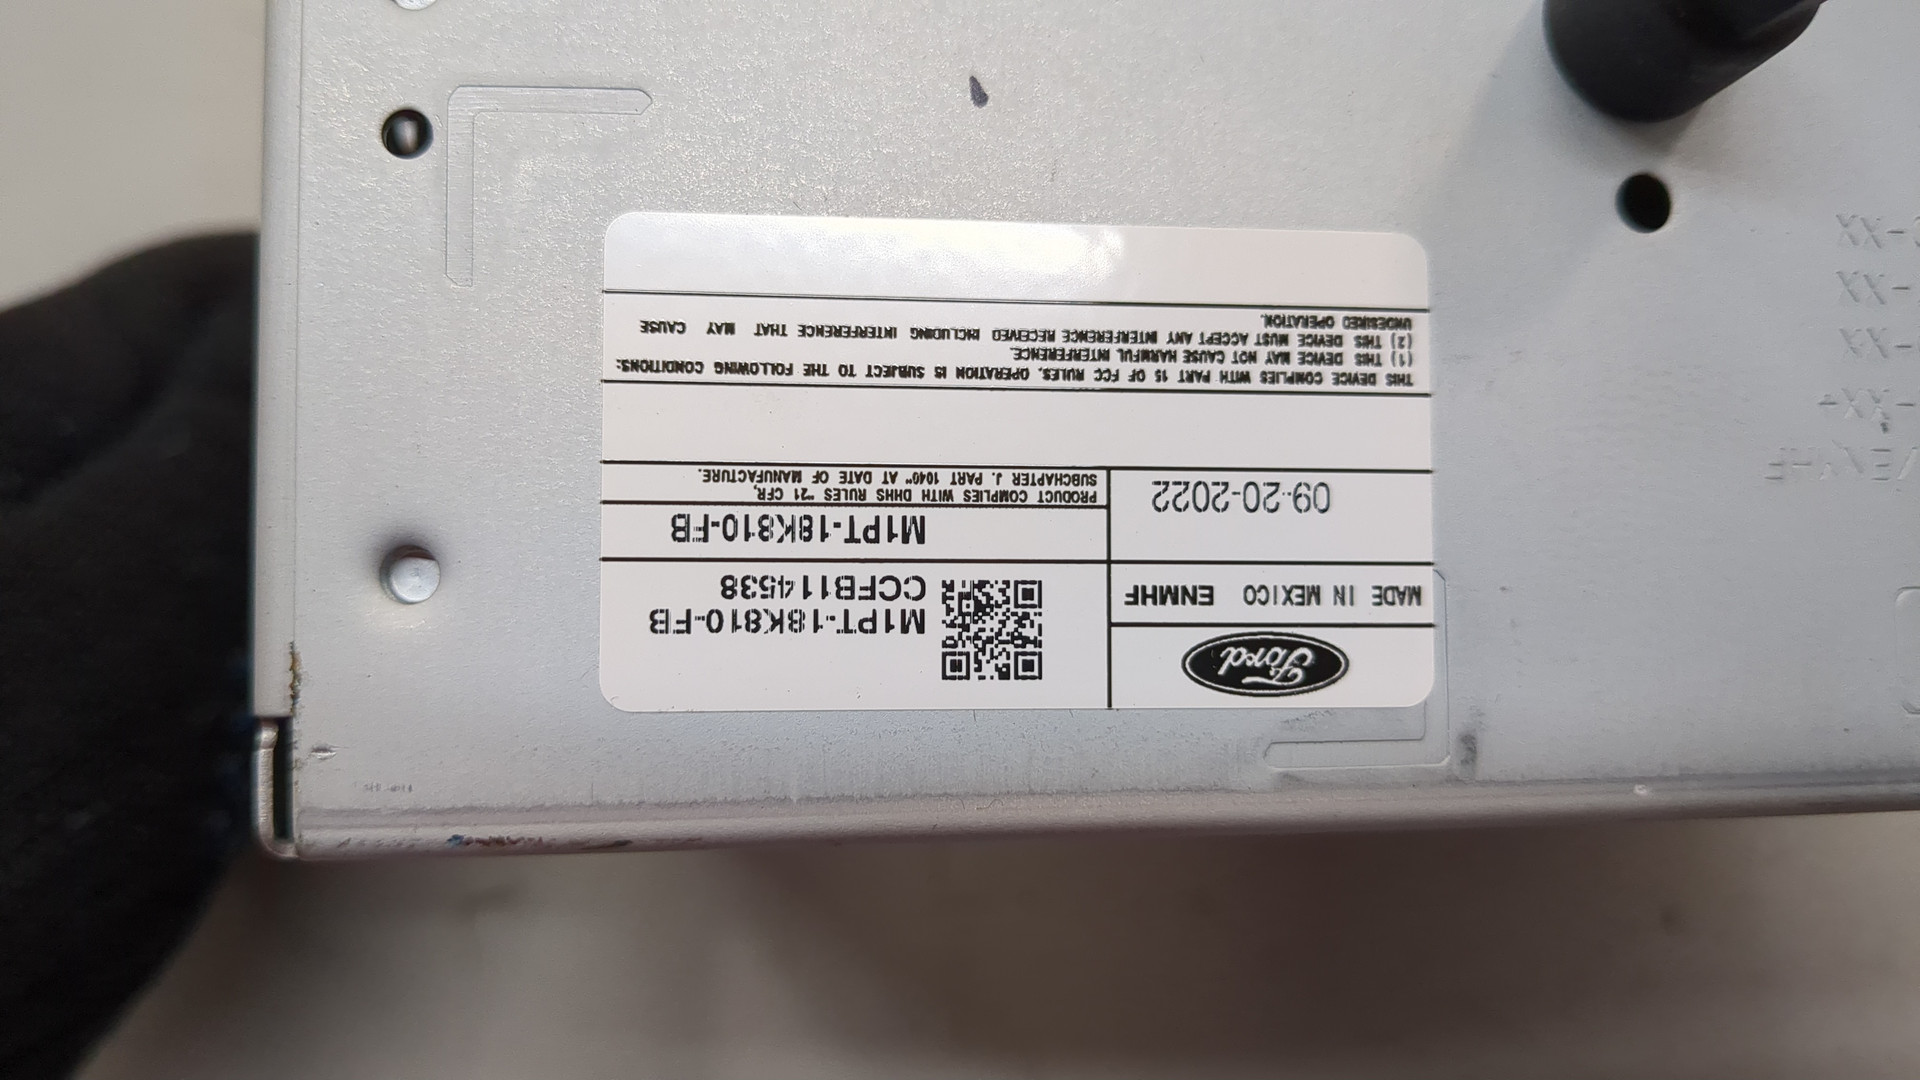 Ford
M1PT-18K810-FB
CCFB114538
MADE IN MEXICO ENMHF
M1PT-18K810-FB
09-20-2022
PRODUCT COMPLIES WITH DHHS RULES "21 CFR,
SUBCHAPTER J. PART 1040" AT DATE OF MANUFACTURE.
THIS DEVICE COMPLIES WITH PART 15 OF FCC RULES. OPERATION IS SUBJECT TO THE FOLLOWING CONDITIONS:
(1) THIS DEVICE MAY NOT CAUSE HARMFUL INTERFERENCE.
(2) THIS DEVICE MUST ACCEPT ANY INTERFERENCE RECEIVED INCLUDING INTERFERENCE THAT MAY CAUSE
UNDESIRED OPERATION.